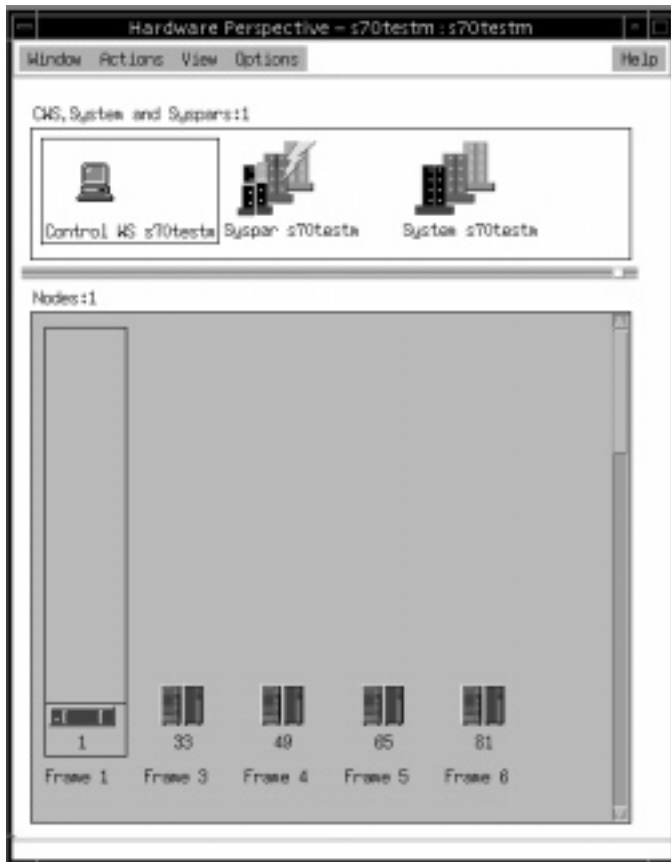 Hardware Perspective - s70testm : s70testm
Window Actions View Options Help
CWS,System and Syspars:1
Control WS s70testm Syspar s70testm System s70testm
Nodes:1
1 33 49 65 81
Frame 1 Frame 3 Frame 4 Frame 5 Frame 6